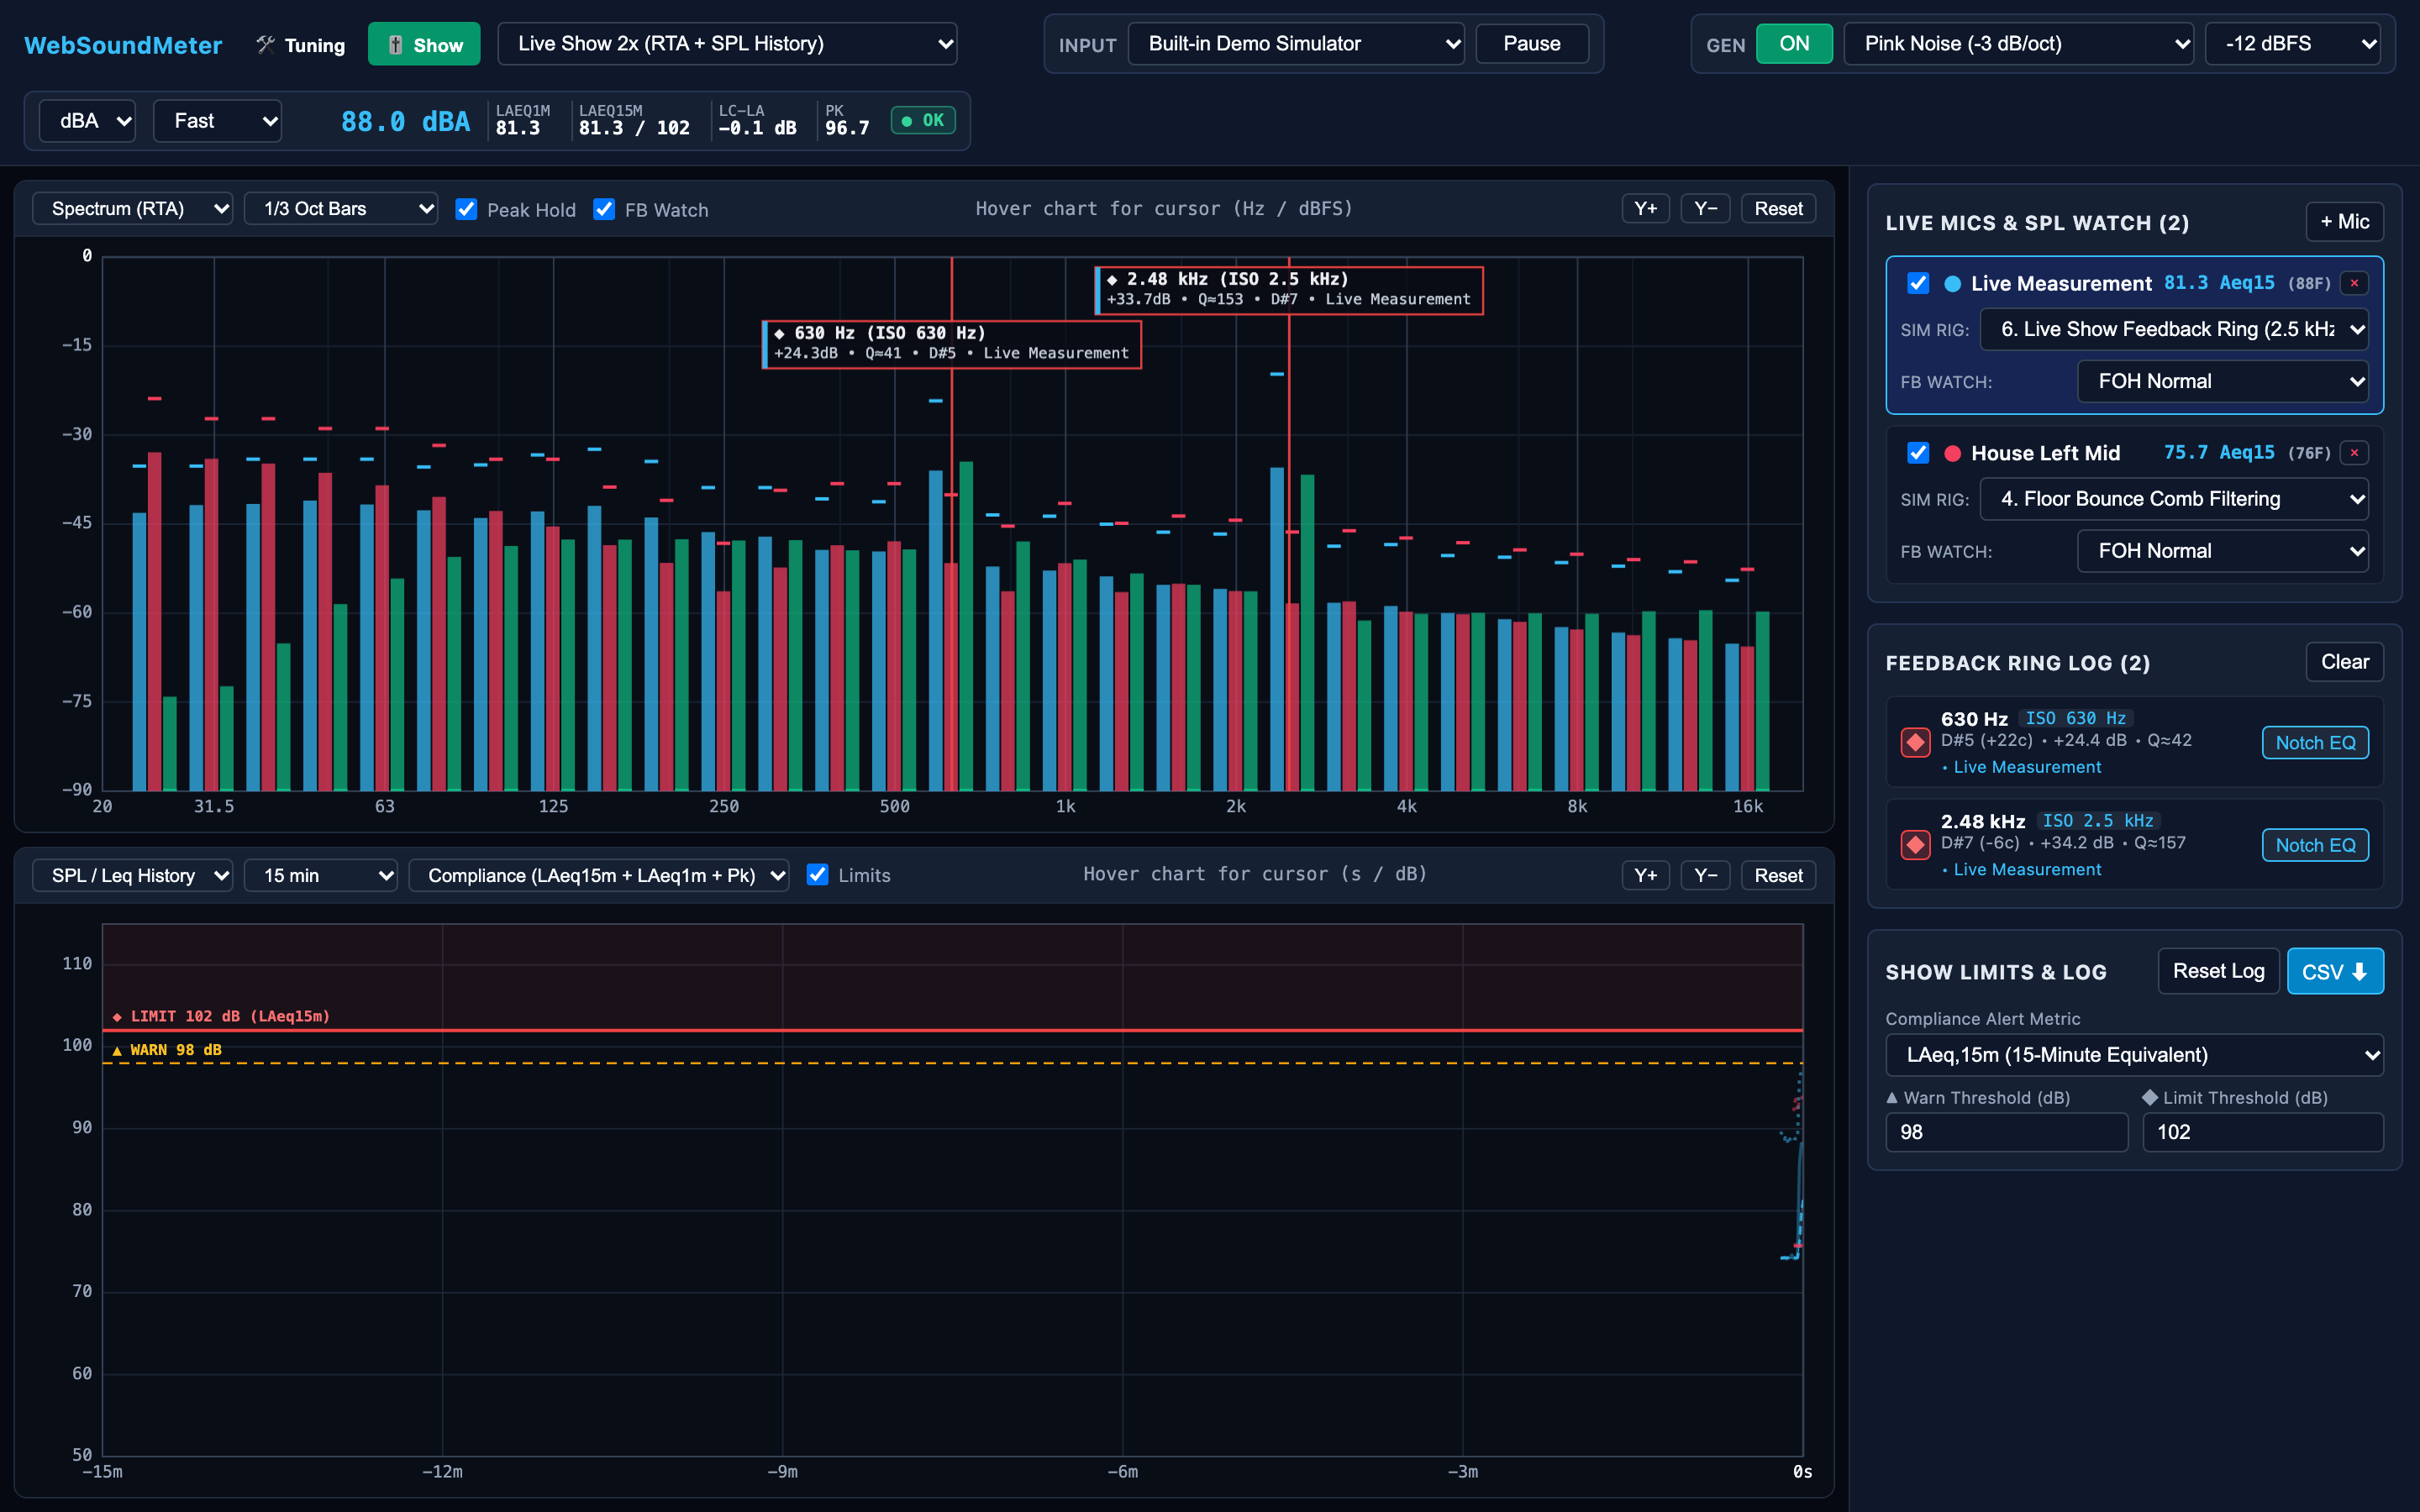 WebSoundMeter
🛠 Tuning
Show
Live Show 2x (RTA + SPL History)
INPUT
Built-in Demo Simulator
Pause
GEN
ON
Pink Noise (-3 dB/oct)
-12 dBFS
dBA
Fast
88.0 dBA
LAEQ1M
81.3
LAEQ15M
81.3 / 102
LC−LA
−0.1 dB
PK
96.7
● OK
Spectrum (RTA)
1/3 Oct Bars
Peak Hold
FB Watch
Hover chart for cursor (Hz / dBFS)
Y+
Y−
Reset
0
−15
−30
−45
−60
−75
−90
◆ 2.48 kHz (ISO 2.5 kHz)
+33.7dB • Q≈153 • D#7 • Live Measurement
◆ 630 Hz (ISO 630 Hz)
+24.3dB • Q≈41 • D#5 • Live Measurement
20
31.5
63
125
250
500
1k
2k
4k
8k
16k
SPL / Leq History
15 min
Compliance (LAeq15m + LAeq1m + Pk)
Limits
Hover chart for cursor (s / dB)
Y+
Y−
Reset
110
100
90
80
70
60
50
◆ LIMIT 102 dB (LAeq15m)
▲ WARN 98 dB
−15m
−12m
−9m
−6m
−3m
0s
LIVE MICS & SPL WATCH (2)
+ Mic
Live Measurement
81.3 Aeq15 (88F)
×
SIM RIG:
6. Live Show Feedback Ring (2.5 kHz
FB WATCH:
FOH Normal
House Left Mid
75.7 Aeq15 (76F)
×
SIM RIG:
4. Floor Bounce Comb Filtering
FB WATCH:
FOH Normal
FEEDBACK RING LOG (2)
Clear
630 Hz ISO 630 Hz
D#5 (+22c) • +24.4 dB • Q≈42
• Live Measurement
Notch EQ
2.48 kHz ISO 2.5 kHz
D#7 (-6c) • +34.2 dB • Q≈157
• Live Measurement
Notch EQ
SHOW LIMITS & LOG
Reset Log
CSV ⬇
Compliance Alert Metric
LAeq,15m (15-Minute Equivalent)
▲ Warn Threshold (dB)
◆ Limit Threshold (dB)
98
102